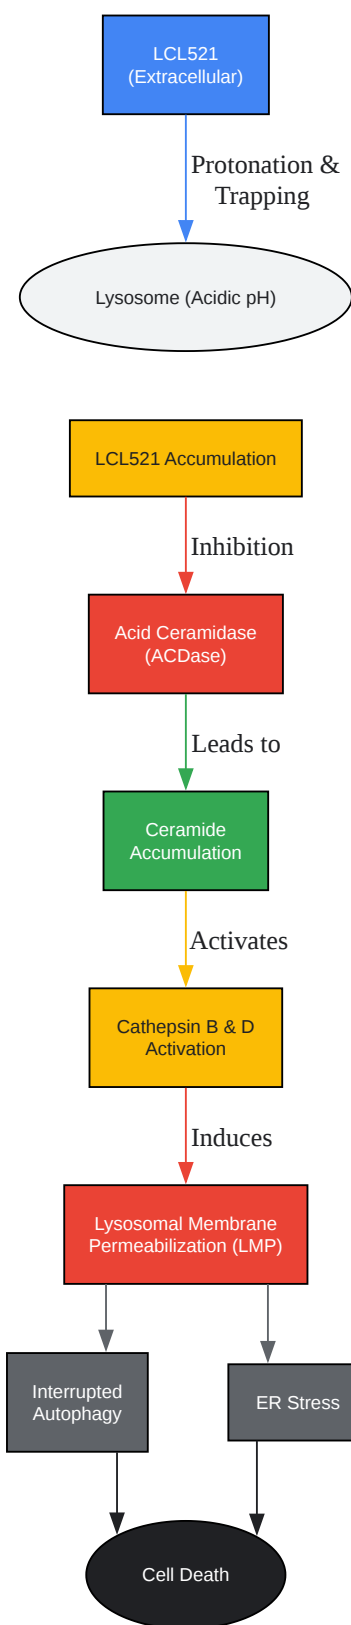 LCL521
(Extracellular)
Protonation &
Trapping
Lysosome (Acidic pH)
LCL521 Accumulation
Inhibition
Acid Ceramidase
(ACDase)
Leads to
Ceramide
Accumulation
Activates
Cathepsin B & D
Activation
Induces
Lysosomal Membrane
Permeabilization (LMP)
Interrupted
Autophagy
ER Stress
Cell Death